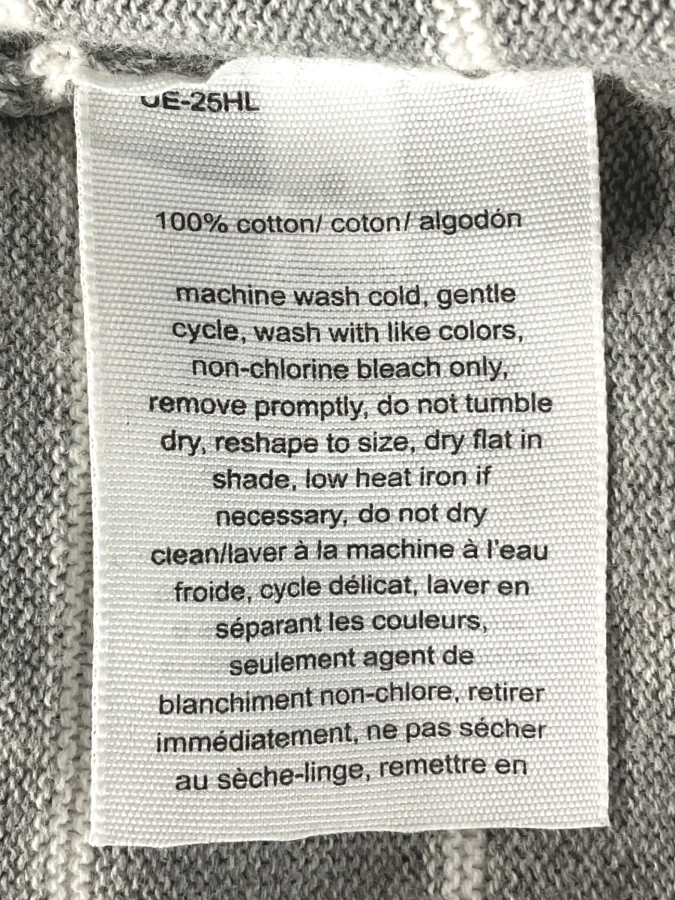 100% cotton/ coton/ algodón
machine wash cold, gentle
cycle, wash with like colors,
non-chlorine bleach only,
remove promptly, do not tumble
dry, reshape to size, dry flat in
shade, low heat iron if
necessary, do not dry
clean/laver à la machine à l'eau
froide, cycle délicat, laver en
séparant les couleurs,
seulement agent de
blanchiment non-chlore, retirer
immédiatement, ne pas sécher
au sèche-linge, remettre en